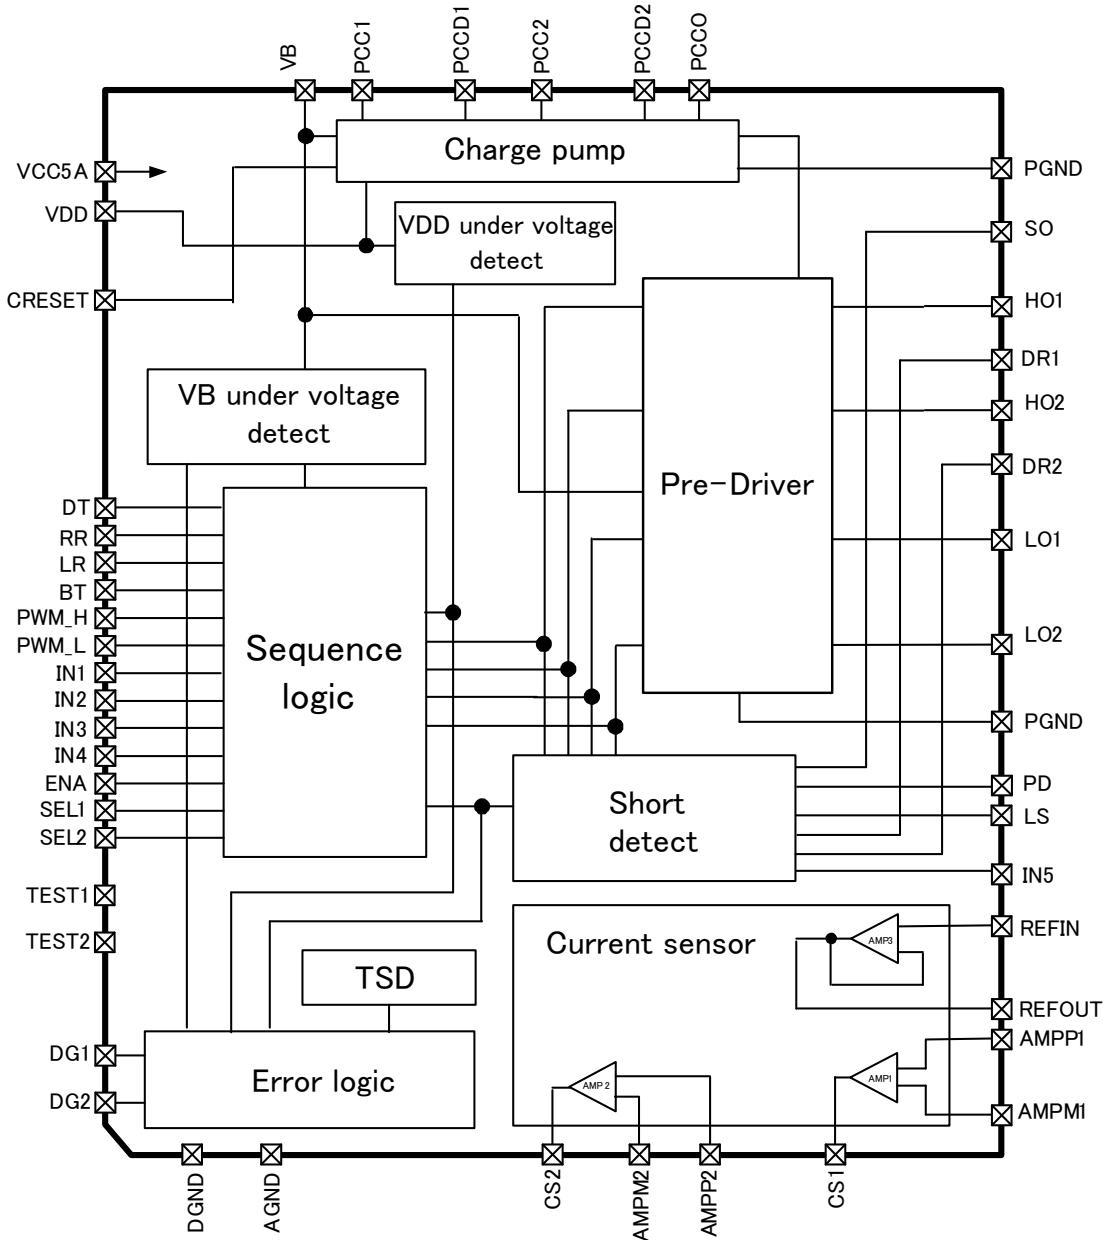 VB
PCC1
PCCD1
PCC2
PCCD2
PCCO
Charge pump
VCC5A
VDD
CRESET
PGND
SO
VDD under voltage
detect
HO1
DR1
HO2
DR2
VB under voltage
detect
Pre-Driver
LO1
LO2
PGND
DT
RR
LR
BT
PWM_H
PWM_L
IN1
IN2
IN3
IN4
ENA
SEL1
SEL2
Sequence
logic
Short
detect
PD
LS
IN5
TEST1
TEST2
Current sensor
AMP3
REFIN
REFOUT
TSD
AMPP1
AMP1
AMPM1
AMP 2
DG1
DG2
Error logic
DGND
AGND
CS2
AMPM2
AMPP2
CS1